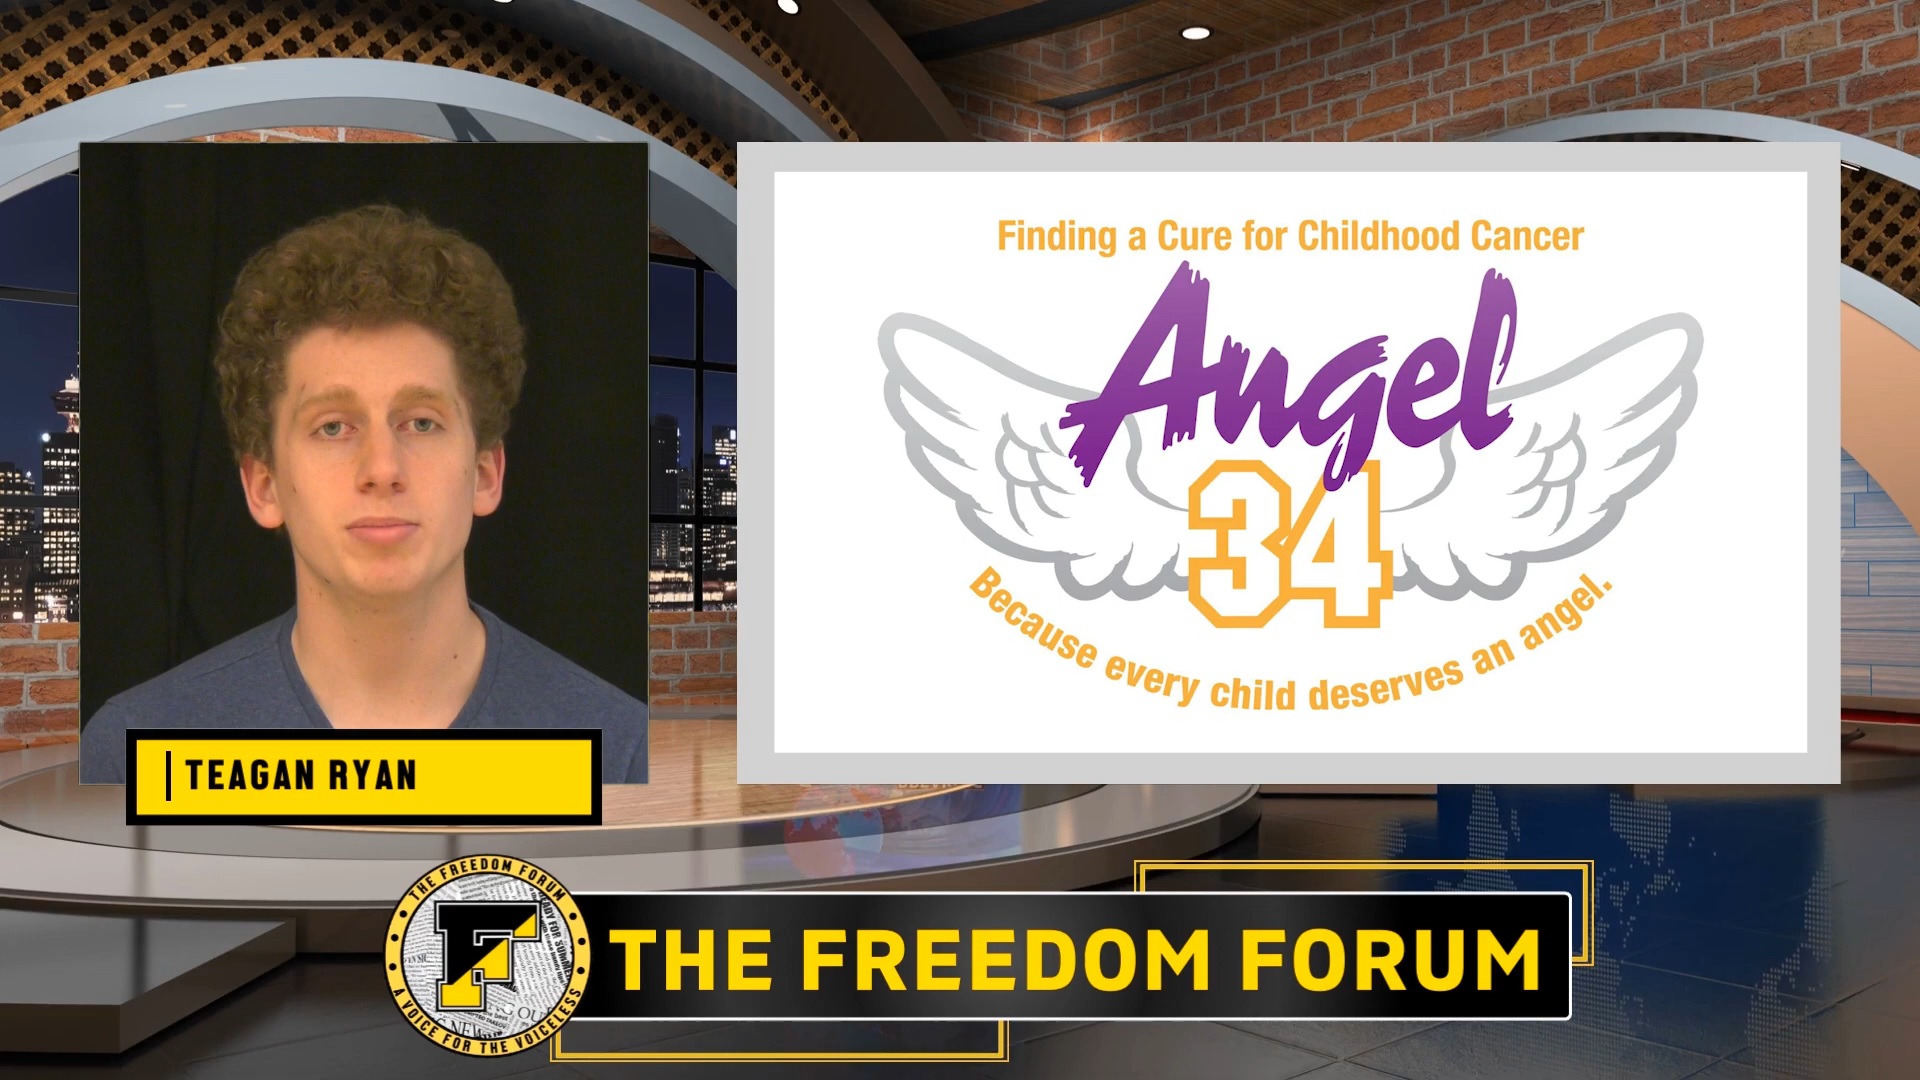 Finding a Cure for Childhood Cancer
Angel
34
Because every child deserves an angel.
TEAGAN RYAN
THE FREEDOM FORUM
F
A VOICE FOR THE VOICELESS
THE FREEDOM FORUM